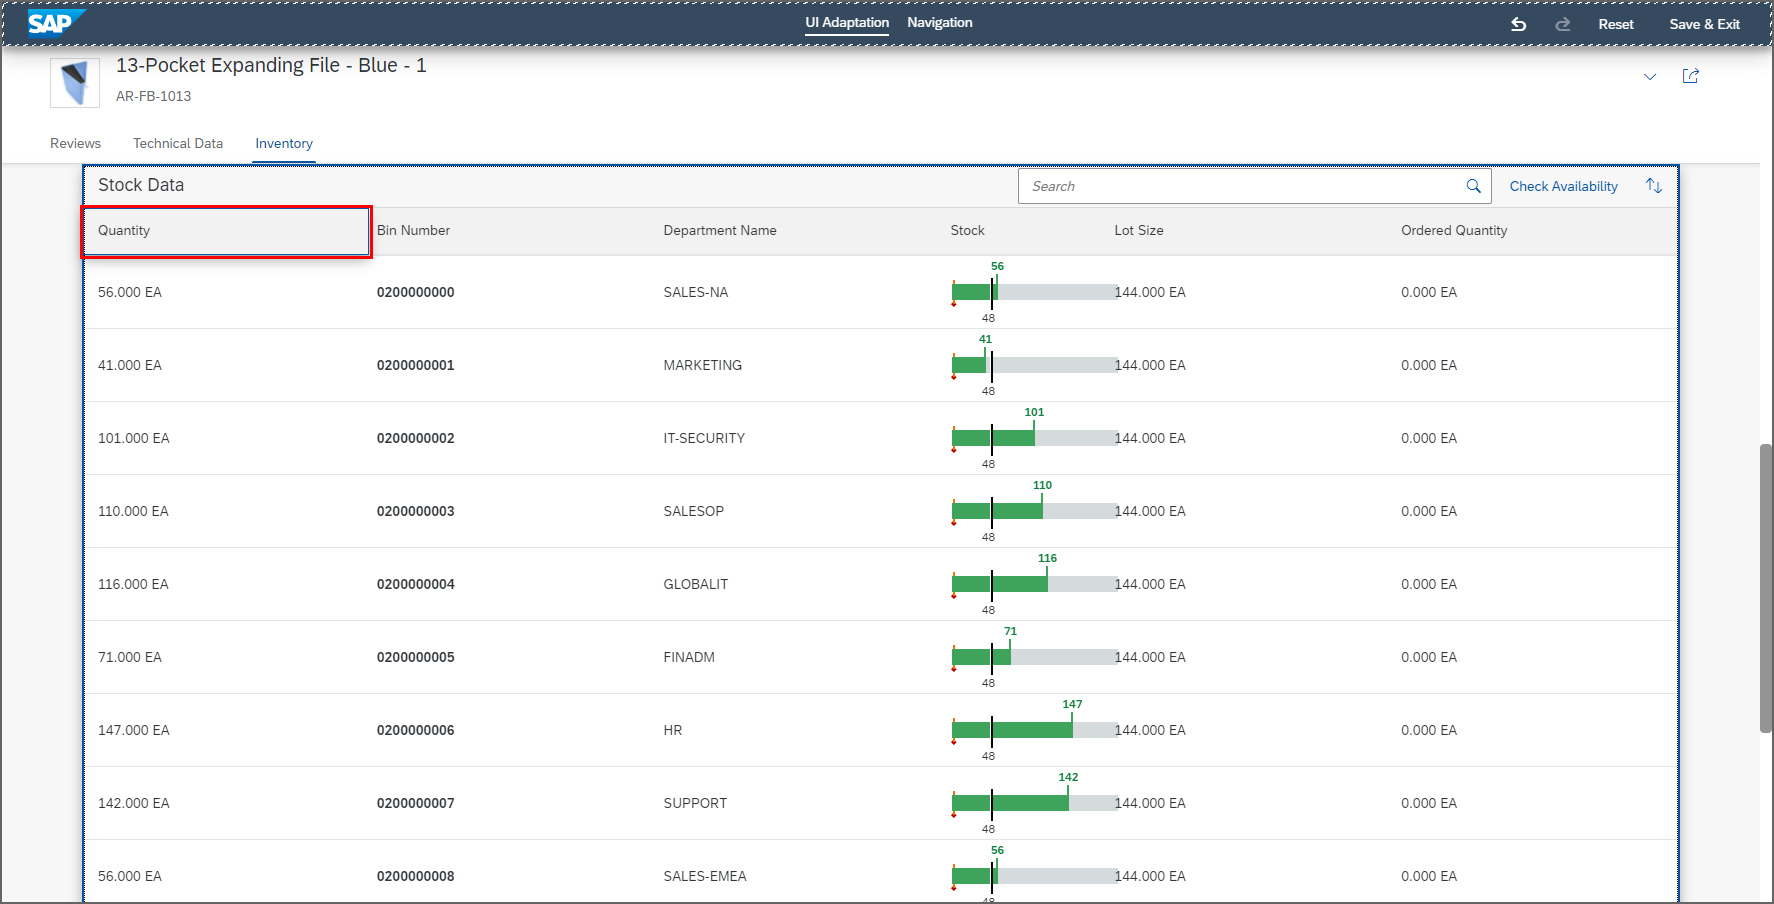 SAP UI Adaptation Navigation Reset Save & Exit
13-Pocket Expanding File - Blue - 1
AR-FB-1013
Reviews Technical Data Inventory
Stock Data Search Check Availability
Quantity Bin Number Department Name Stock Lot Size Ordered Quantity
56
56.000 EA 0200000000 SALES-NA 144.000 EA 0.000 EA
48
41
41.000 EA 0200000001 MARKETING 144.000 EA 0.000 EA
48
101
101.000 EA 0200000002 IT-SECURITY 144.000 EA 0.000 EA
48
110
110.000 EA 0200000003 SALESOP 144.000 EA 0.000 EA
48
116
116.000 EA 0200000004 GLOBALIT 144.000 EA 0.000 EA
48
71
71.000 EA 0200000005 FINADM 144.000 EA 0.000 EA
48
147
147.000 EA 0200000006 HR 144.000 EA 0.000 EA
48
142
142.000 EA 0200000007 SUPPORT 144.000 EA 0.000 EA
48
56
56.000 EA 0200000008 SALES-EMEA 144.000 EA 0.000 EA
48